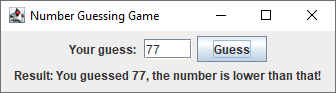 Number Guessing Game
Your guess: 77 Guess
Result: You guessed 77, the number is lower than that!